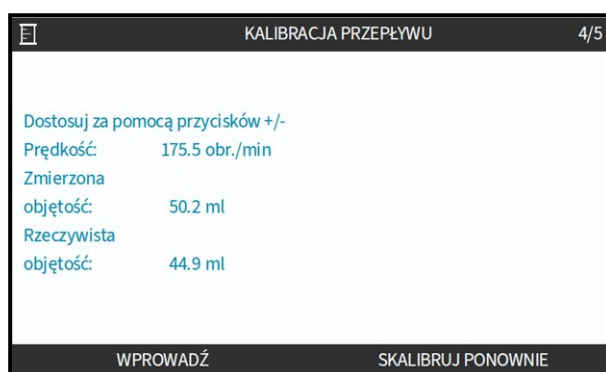 KALIBRACJA PRZEPŁYWU 4/5
Dostosuj za pomocą przycisków +/-
Prędkość: 175.5 obr./min
Zmierzona
objętość: 50.2 ml
Rzeczywista
objętość: 44.9 ml
WPROWADŹ SKALIBRUJ PONOWNIE